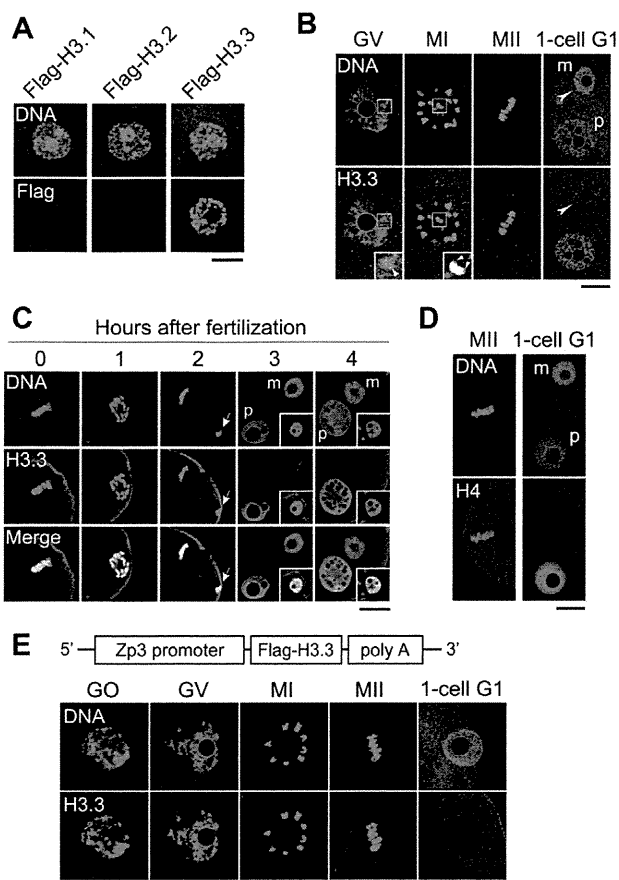 A
Flag-H3.1
Flag-H3.2
Flag-H3.3
DNA
Flag
B
GV MI MII 1-cell G1
DNA
m
p
H3.3
C
Hours after fertilization
0 1 2 3 4
DNA
m
m
p
p
H3.3
Merge
D
MII 1-cell G1
DNA
m
p
H4
E
5' Zp3 promoter Flag-H3.3 poly A 3'
GO GV MI MII 1-cell G1
DNA
H3.3